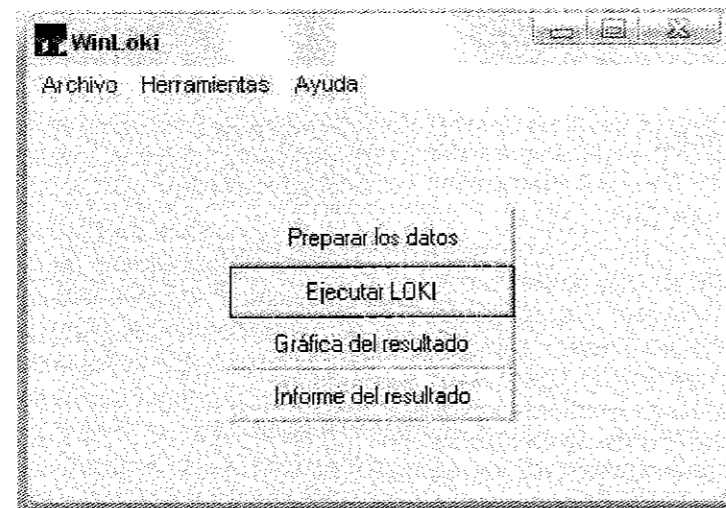 WinLoki
Archivo Herramientas Ayuda
Preparar los datos
Ejecutar LOKI
Gráfica del resultado
Informe del resultado